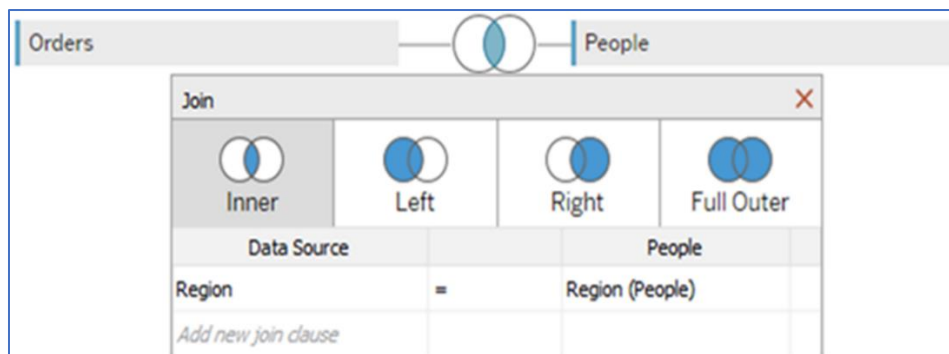 Orders People
Join
Inner Left Right Full Outer
Data Source People
Region = Region (People)
Add new join clause